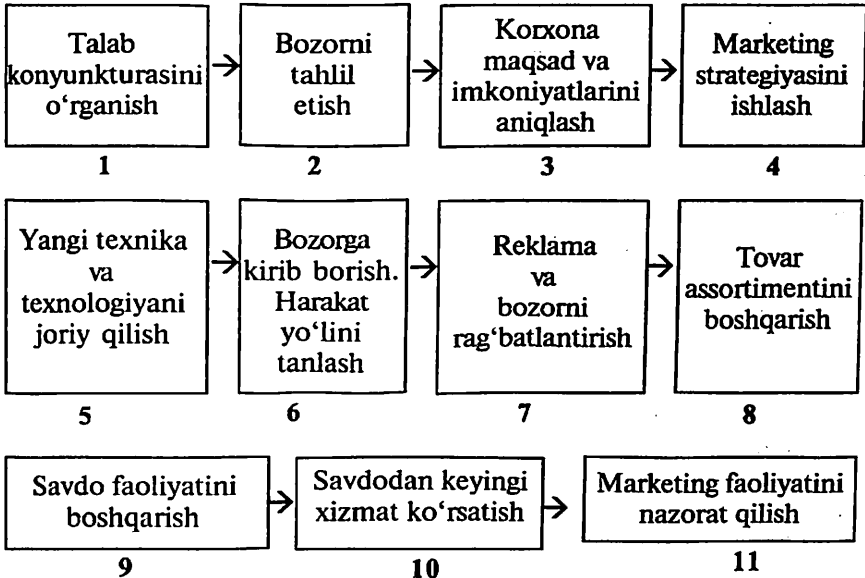 Talab
konyunkturasini
o‘rganish
1
Bozorni
tahlil
etish
2
Korxona
maqsad va
imkoniyatlarini
aniqlash
3
Marketing
strategiyasini
ishlash
4
Yangi texnika
va
texnologiyani
joriy qilish
5
Bozorga
kirib borish.
Harakat
yo‘lini
tanlash
6
Reklama
va
bozorni
rag‘batlantirish
7
Tovar
assortimentini
boshqarish
8
Savdo faoliyatini
boshqarish
9
Savdodan keyingi
xizmat ko‘rsatish
10
Marketing faoliyatini
nazorat qilish
11